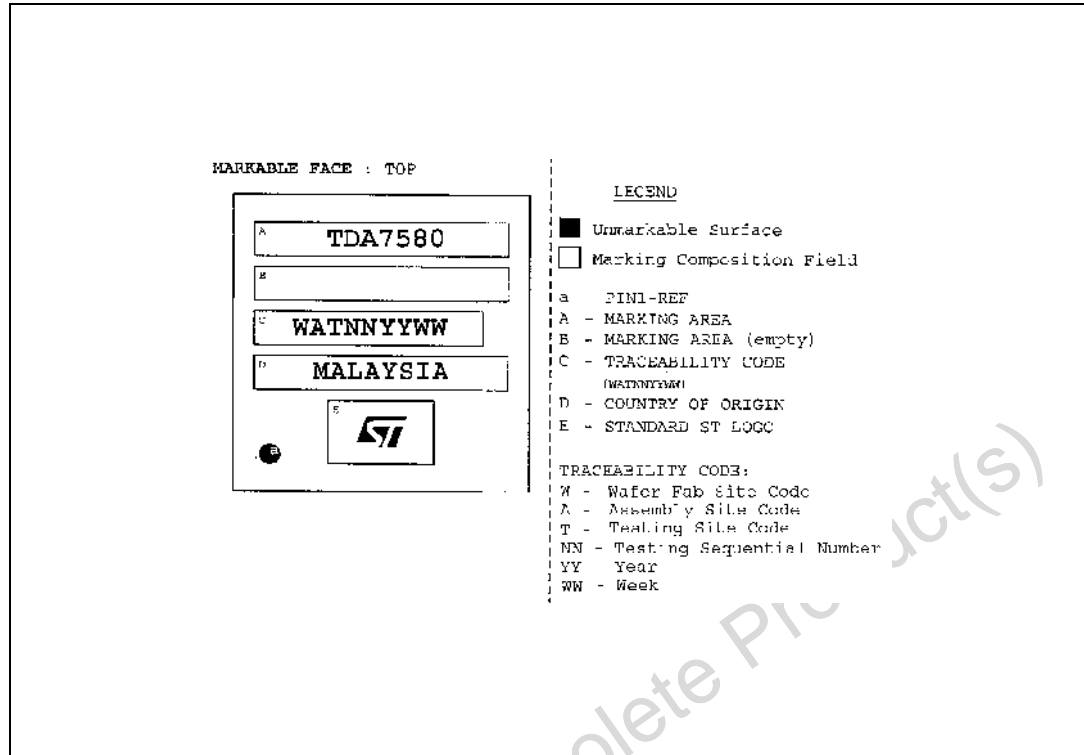 MARKABLE FACE : TOP
A
TDA7580
B
C
WATNNYYWW
D
MALAYSIA
E
ST
a
LEGEND
Unmarkable Surface
Marking Composition Field
a PIN1-REF
A - MARKING AREA
B - MARKING AREA (empty)
C - TRACEABILITY CODE
(WATNNYYWW)
D - COUNTRY OF ORIGIN
E - STANDARD ST LOGO
TRACEABILITY CODE:
W - Wafer Fab Site Code
A - Assembly Site Code
T - Testing Site Code
NN - Testing Sequential Number
YY Year
WW - Week